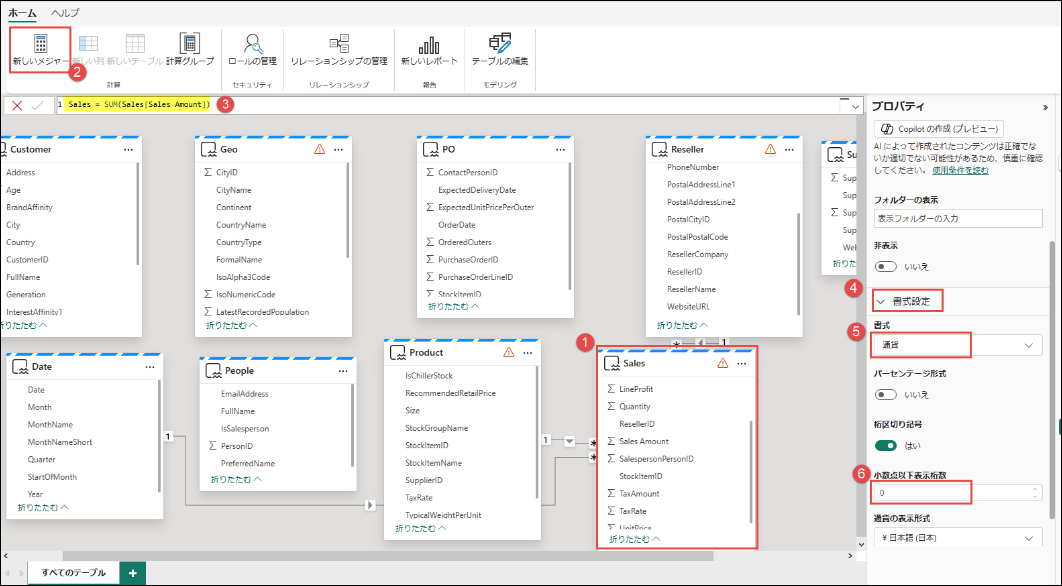 ホーム ヘルプ
新しいメジャー 新しい列 新しいテーブル 計算グループ ロールの管理 リレーションシップの管理 新しいレポート テーブルの編集
2
計算 セキュリティ リレーションシップ 報告 モデリング
1 Sales = SUM(Sales[Sales Amount]) 3
Customer
Address
Age
BrandAffinity
City
Country
CustomerID
FullName
Generation
InterestAffinity1
折りたたむ
Geo
CityID
CityName
Continent
CountryName
CountryType
FormalName
IsoAlpha3Code
IsoNumericCode
LatestRecordedPopulation
折りたたむ
PO
ContactPersonID
ExpectedDeliveryDate
ExpectedUnitPricePerOuter
OrderDate
OrderedOuters
PurchaseOrderID
PurchaseOrderLineID
StockItemID
折りたたむ
Reseller
PhoneNumber
PostalAddressLine1
PostalAddressLine2
PostalCityID
PostalPostalCode
ResellerCompany
ResellerID
ResellerName
WebsiteURL
折りたたむ
Su
Sup
Sup
Sup
Sup
Wel
折りた
Date
Date
Month
MonthName
MonthNameShort
Quarter
StartOfMonth
Year
折りたたむ
People
EmailAddress
FullName
IsSalesperson
PersonID
PreferredName
折りたたむ
Product
IsChillerStock
RecommendedRetailPrice
Size
StockGroupName
StockItemID
StockItemName
SupplierID
TaxRate
TypicalWeightPerUnit
折りたたむ
1
Sales
LineProfit
Quantity
ResellerID
Sales Amount
SalespersonPersonID
StockItemID
TaxAmount
TaxRate
UnitPrice
折りたたむ
1
1
* 1
*
*
すべてのテーブル +
プロパティ
Copilot の作成 (プレビュー)
AI によって作成されたコンテンツは正確でな
いか適切でない可能性があるため、慎重に確認
してください。 使用条件を読む
フォルダーの表示
表示フォルダーの入力
非表示
いいえ
4
書式設定
5
書式
通貨
パーセンテージ形式
いいえ
桁区切り記号
はい
6
小数点以下表示桁数
0
通貨の表示形式
¥ 日本語 (日本)